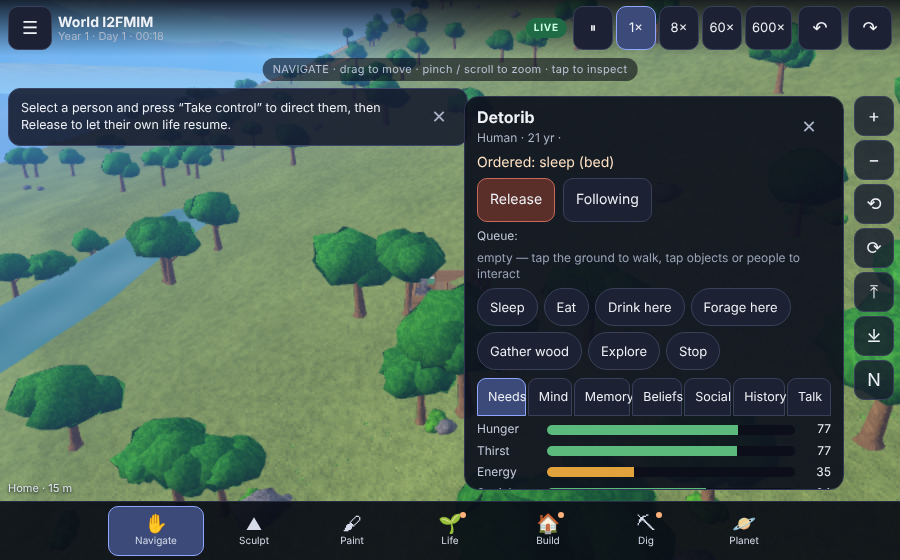 World I2FMIM
Year 1 · Day 1 · 00:18
LIVE
1×
8×
60×
600×
NAVIGATE · drag to move · pinch / scroll to zoom · tap to inspect
Select a person and press “Take control” to direct them, then
Release to let their own life resume.
Detorib
Human · 21 yr ·
Ordered: sleep (bed)
Release
Following
Queue:
empty — tap the ground to walk, tap objects or people to
interact
Sleep
Eat
Drink here
Forage here
Gather wood
Explore
Stop
Needs
Mind
Memory
Beliefs
Social
History
Talk
Hunger 77
Thirst 77
Energy 35
N
Home · 15 m
Navigate
Sculpt
Paint
Life
Build
Dig
Planet